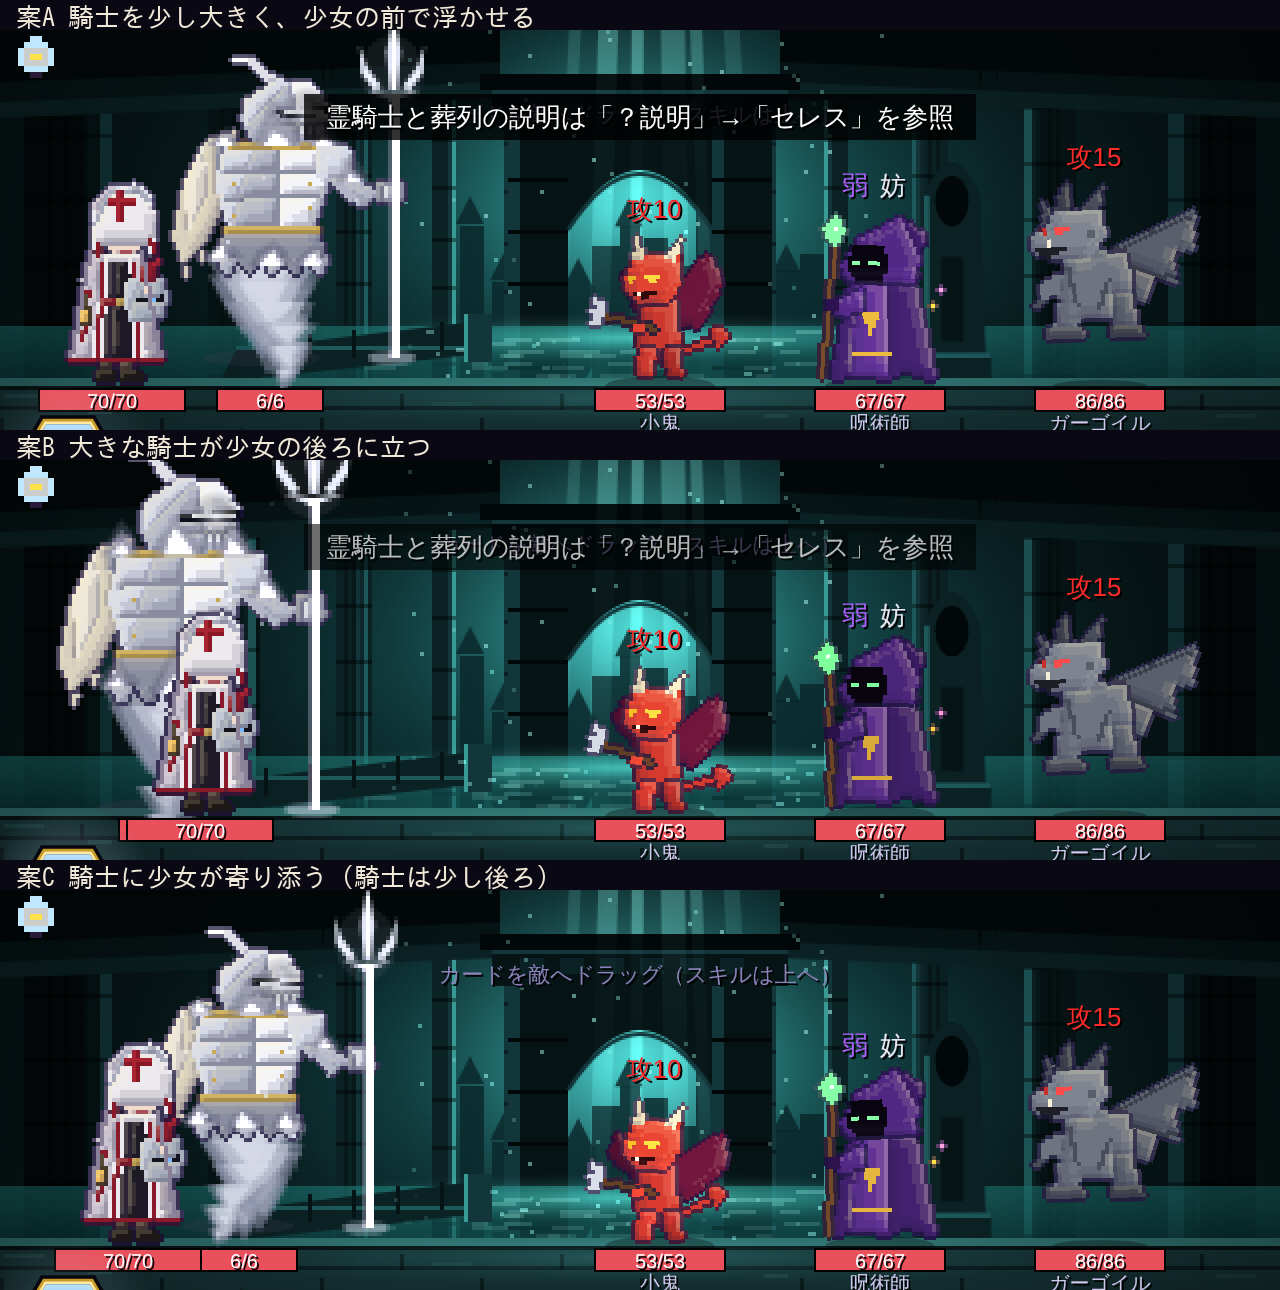 案A 騎士を少し大きく、少女の前で浮かせる
霊騎士と葬列の説明は「？説明」→「セレス」を参照
攻15
弱 妨
攻10
70/70 6/6 53/53 67/67 86/86
小鬼 呪術師 ガーゴイル
案B 大きな騎士が少女の後ろに立つ
霊騎士と葬列の説明は「？説明」→「セレス」を参照
攻15
弱 妨
攻10
70/70 53/53 67/67 86/86
小鬼 呪術師 ガーゴイル
案C 騎士に少女が寄り添う（騎士は少し後ろ）
カードを敵へドラッグ（スキルは上へ）
攻15
弱 妨
攻10
70/70 6/6 53/53 67/67 86/86
小鬼 呪術師 ガーゴイル